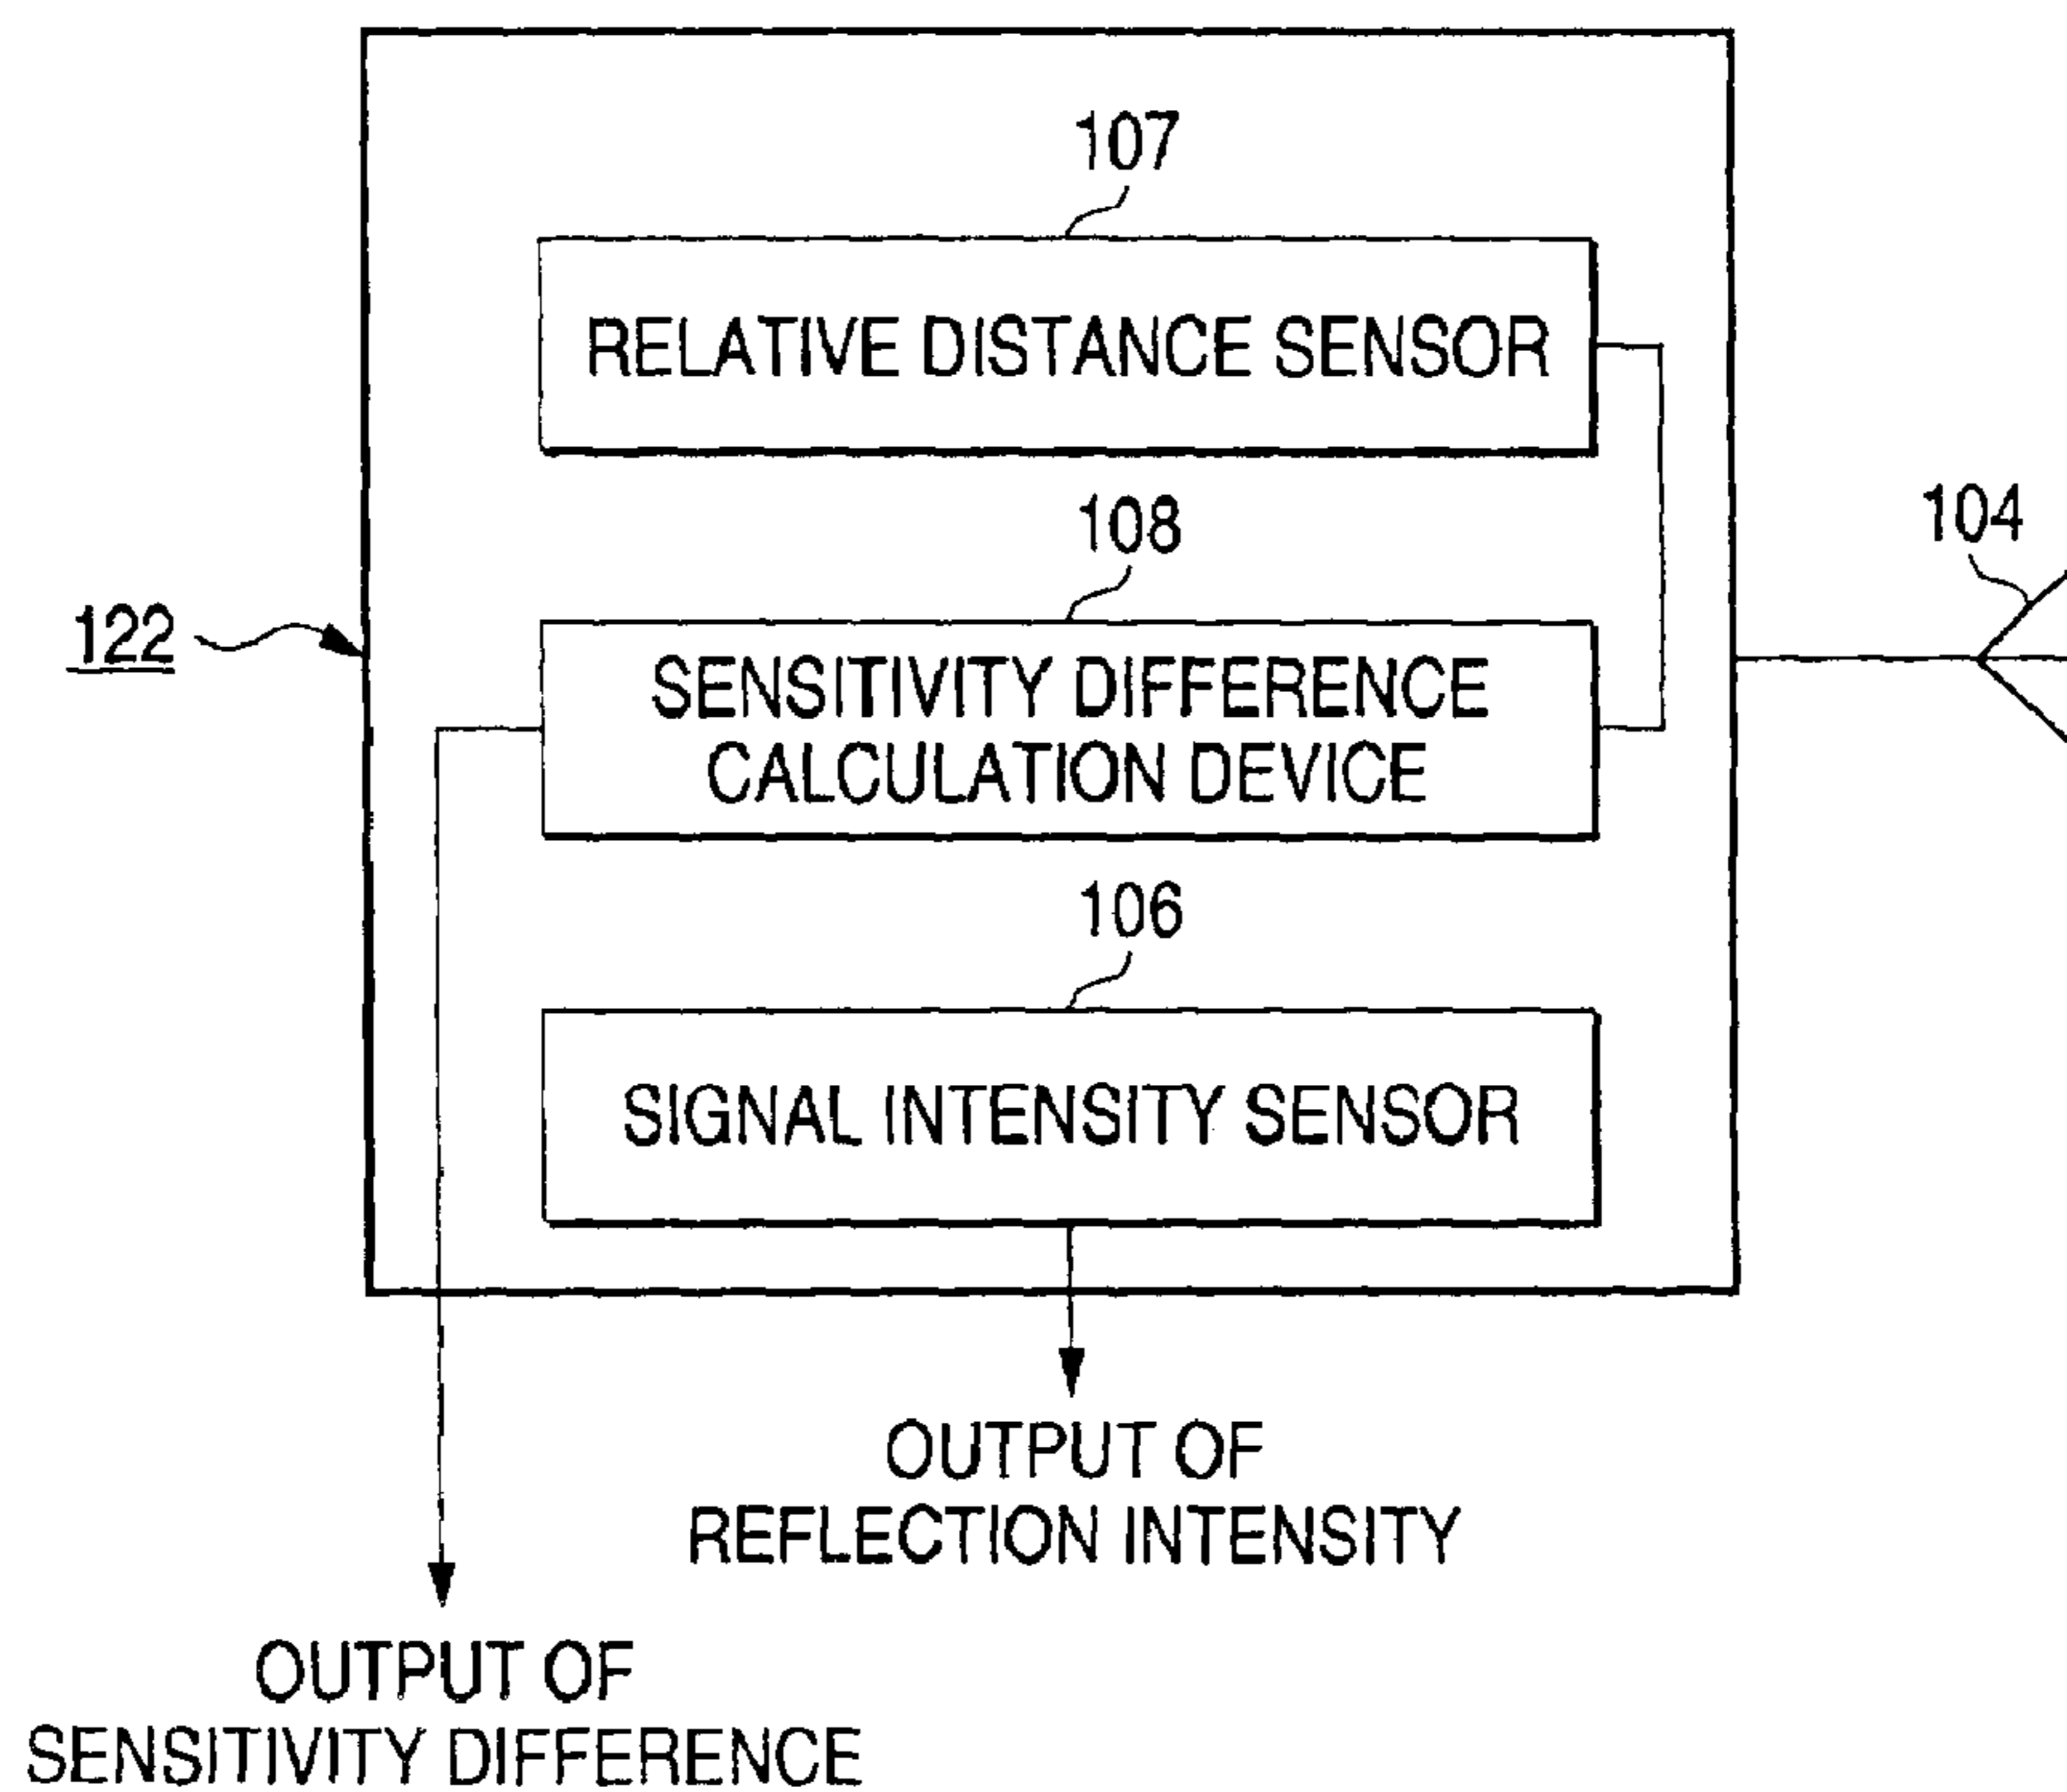 107
RELATIVE DISTANCE SENSOR
108
104
122
SENSITIVITY DIFFERENCE
CALCULATION DEVICE
106
SIGNAL INTENSITY SENSOR
OUTPUT OF
REFLECTION INTENSITY
OUTPUT OF
SENSITIVITY DIFFERENCE